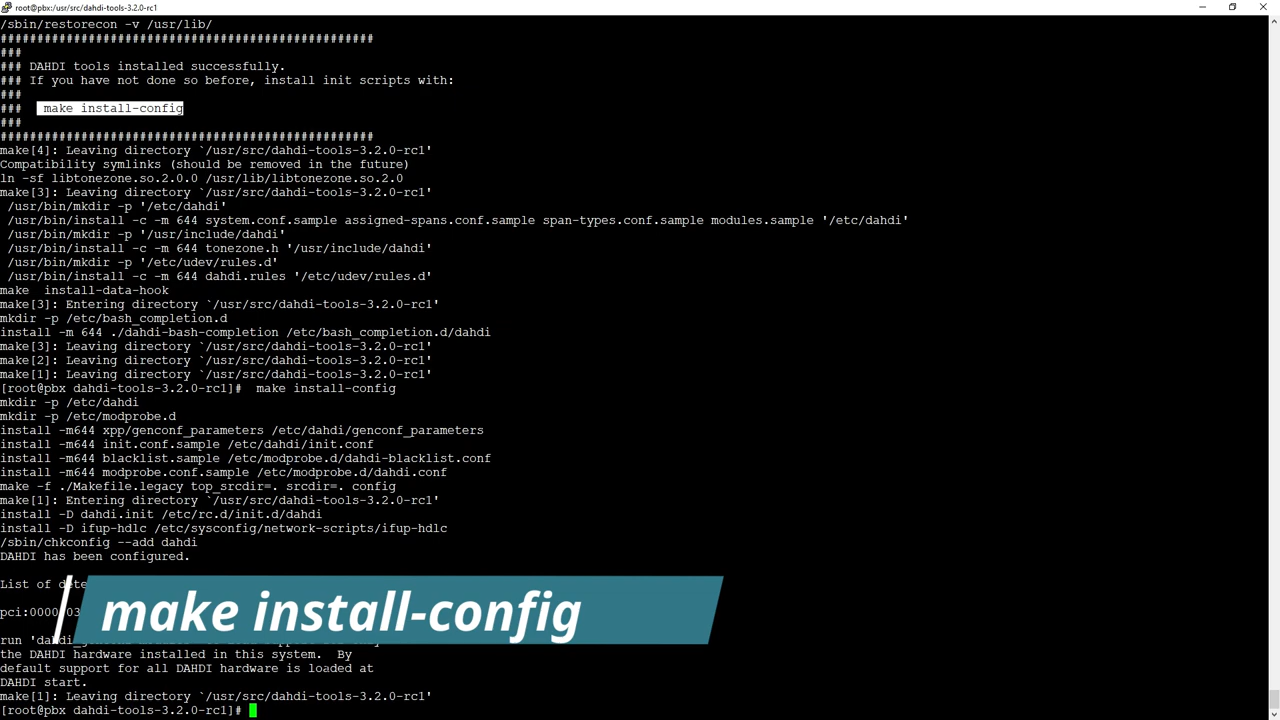 root@pbx:/usr/src/dahdi-tools-3.2.0-rc1
/sbin/restorecon -v /usr/lib/
###################################################
###
### DAHDI tools installed successfully.
### If you have not done so before, install init scripts with:
###
###   make install-config
###
###################################################
make[4]: Leaving directory `/usr/src/dahdi-tools-3.2.0-rc1'
Compatibility symlinks (should be removed in the future)
ln -sf libtonezone.so.2.0.0 /usr/lib/libtonezone.so.2.0
make[3]: Leaving directory `/usr/src/dahdi-tools-3.2.0-rc1'
/usr/bin/mkdir -p '/etc/dahdi'
/usr/bin/install -c -m 644 system.conf.sample assigned-spans.conf.sample span-types.conf.sample modules.sample '/etc/dahdi'
/usr/bin/mkdir -p '/usr/include/dahdi'
/usr/bin/install -c -m 644 tonezone.h '/usr/include/dahdi'
/usr/bin/mkdir -p '/etc/udev/rules.d'
/usr/bin/install -c -m 644 dahdi.rules '/etc/udev/rules.d'
make  install-data-hook
make[3]: Entering directory `/usr/src/dahdi-tools-3.2.0-rc1'
mkdir -p /etc/bash_completion.d
install -m 644 ./dahdi-bash-completion /etc/bash_completion.d/dahdi
make[3]: Leaving directory `/usr/src/dahdi-tools-3.2.0-rc1'
make[2]: Leaving directory `/usr/src/dahdi-tools-3.2.0-rc1'
make[1]: Leaving directory `/usr/src/dahdi-tools-3.2.0-rc1'
[root@pbx dahdi-tools-3.2.0-rc1]#  make install-config
mkdir -p /etc/dahdi
mkdir -p /etc/modprobe.d
install -m644 xpp/genconf_parameters /etc/dahdi/genconf_parameters
install -m644 init.conf.sample /etc/dahdi/init.conf
install -m644 blacklist.sample /etc/modprobe.d/dahdi-blacklist.conf
install -m644 modprobe.conf.sample /etc/modprobe.d/dahdi.conf
make -f ./Makefile.legacy top_srcdir=. srcdir=. config
make[1]: Entering directory `/usr/src/dahdi-tools-3.2.0-rc1'
install -D dahdi.init /etc/rc.d/init.d/dahdi
install -D ifup-hdlc /etc/sysconfig/network-scripts/ifup-hdlc
/sbin/chkconfig --add dahdi
DAHDI has been configured.
List of
make install-config
run
the DAHDI hardware installed in this system.  By
default support for all DAHDI hardware is loaded at
DAHDI start.
make[1]: Leaving directory `/usr/src/dahdi-tools-3.2.0-rc1'
[root@pbx dahdi-tools-3.2.0-rc1]#